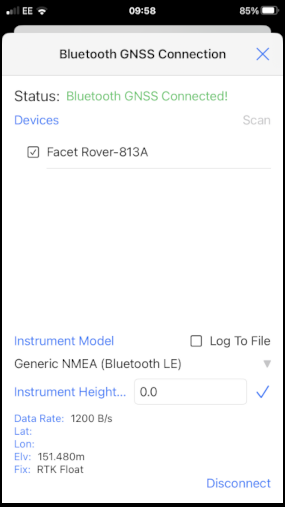 EE 09:58 85%
Bluetooth GNSS Connection
Status: Bluetooth GNSS Connected!
Devices Scan
Facet Rover-813A
Instrument Model Log To File
Generic NMEA (Bluetooth LE)
Instrument Height... 0.0
Data Rate: 1200 B/s
Lat:
Lon:
Elv: 151.480m
Fix: RTK Float
Disconnect